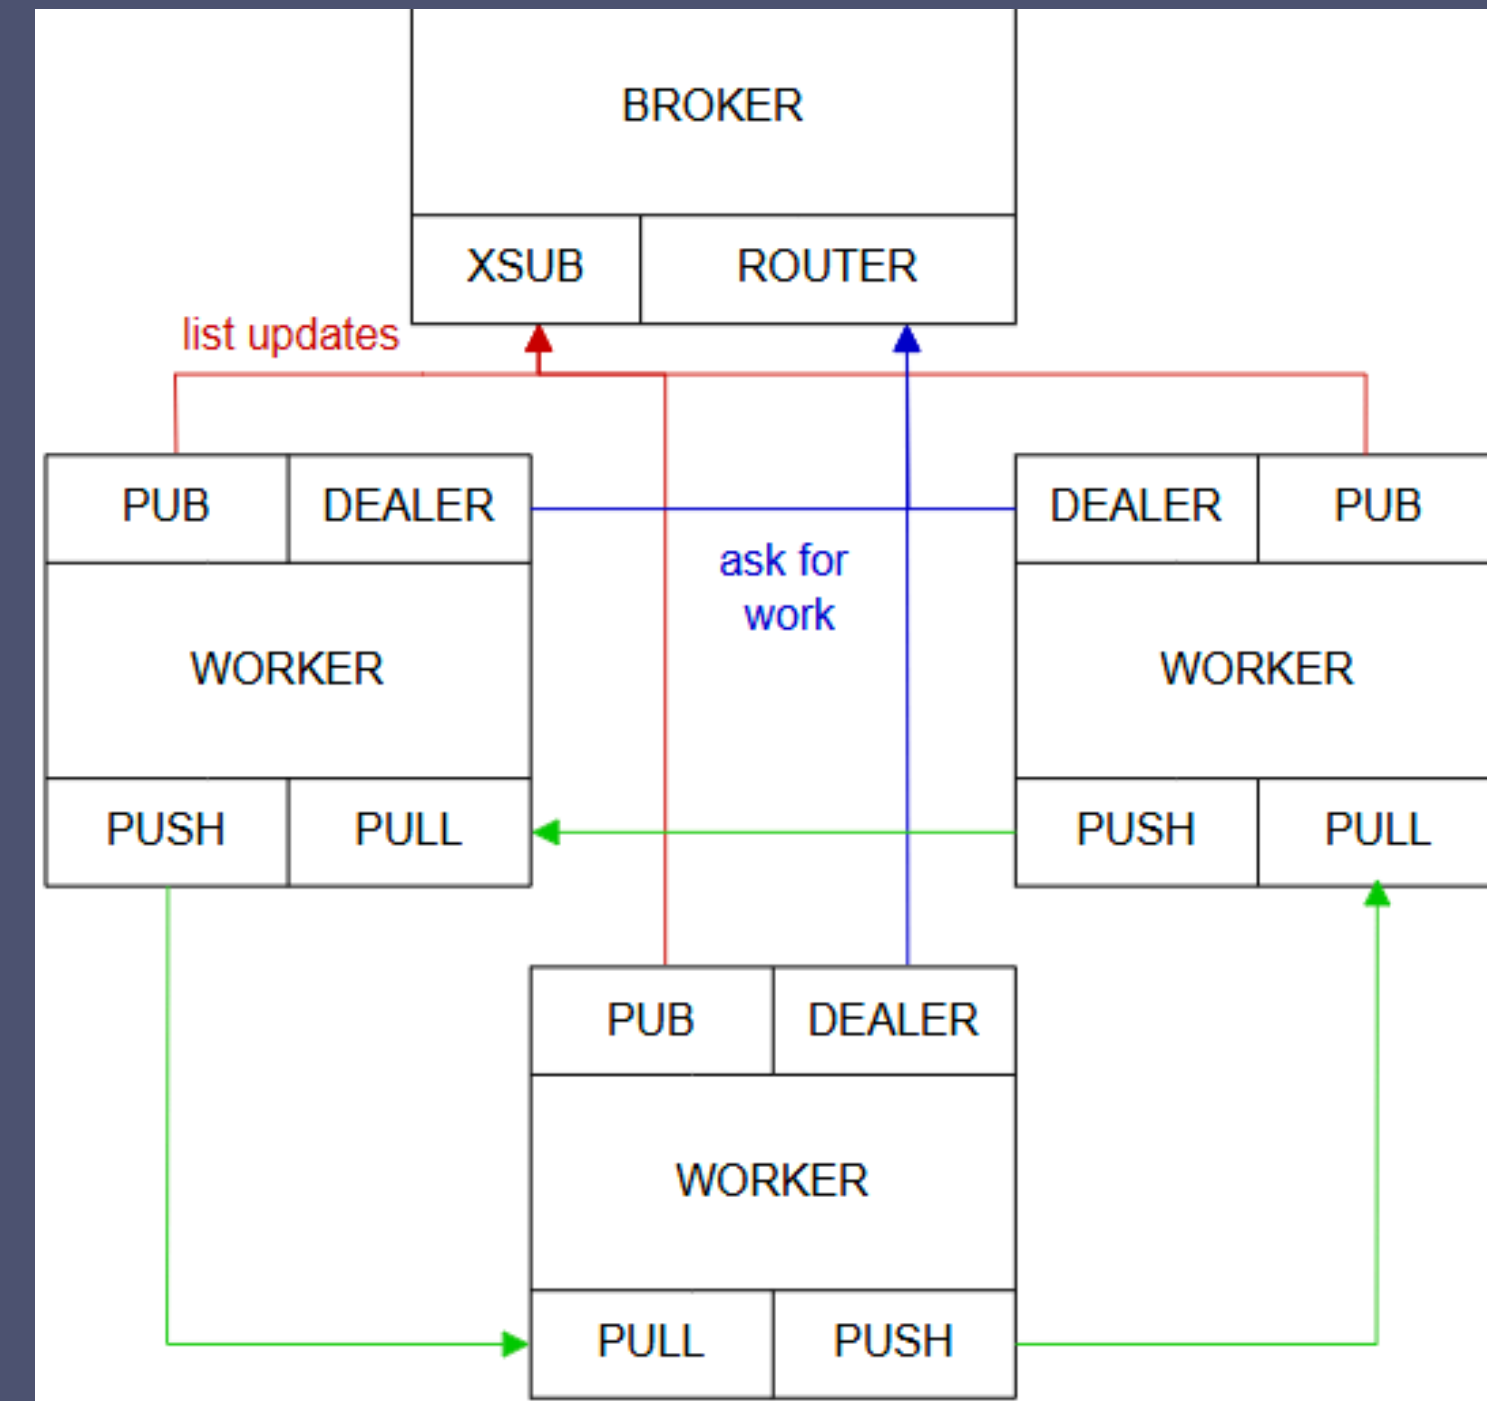 BROKER
XSUB ROUTER
list updates
PUB DEALER DEALER PUB
ask for
work
WORKER WORKER
PUSH PULL PUSH PULL
PUB DEALER
WORKER
PULL PUSH